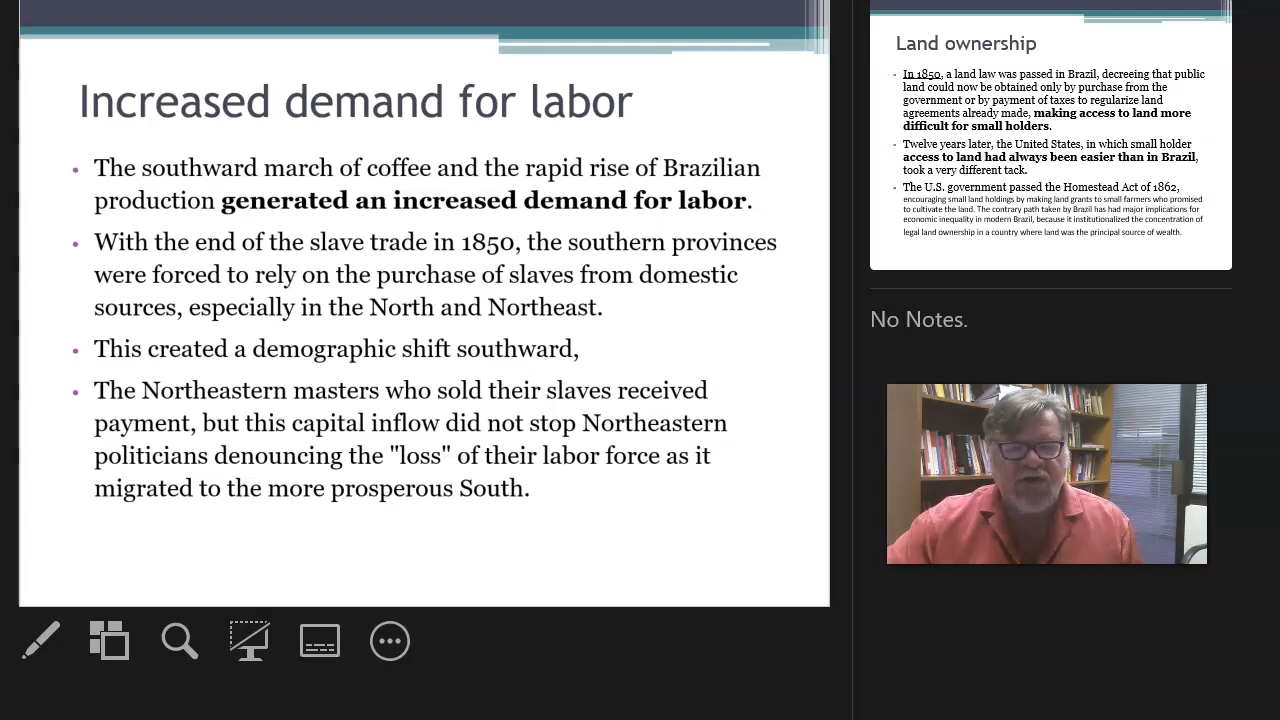 Increased demand for labor
• The southward march of coffee and the rapid rise of Brazilian
production generated an increased demand for labor.
• With the end of the slave trade in 1850, the southern provinces
were forced to rely on the purchase of slaves from domestic
sources, especially in the North and Northeast.
• This created a demographic shift southward,
• The Northeastern masters who sold their slaves received
payment, but this capital inflow did not stop Northeastern
politicians denouncing the "loss" of their labor force as it
migrated to the more prosperous South.
Land ownership
• In 1850, a land law was passed in Brazil, decreeing that public
land could now be obtained only by purchase from the
government or by payment of taxes to regularize land
agreements already made, making access to land more
difficult for small holders.
• Twelve years later, the United States, in which small holder
access to land had always been easier than in Brazil,
took a very different tack.
• The U.S. government passed the Homestead Act of 1862,
encouraging small land holdings by making land grants to small farmers who promised
to cultivate the land. The contrary path taken by Brazil has had major implications for
economic inequality in modern Brazil, because it institutionalized the concentration of
legal land ownership in a country where land was the principal source of wealth.
No Notes.